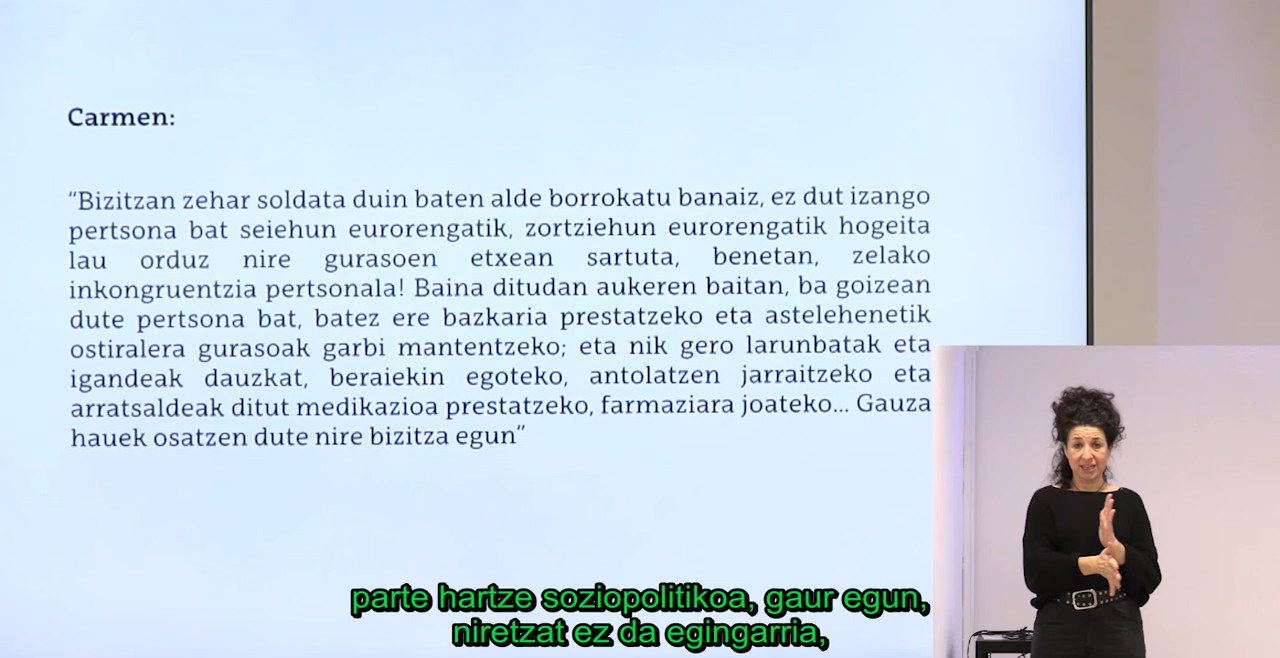 Carmen:
“Bizitzan zehar soldata duin baten alde borrokatu banaiz, ez dut izango
pertsona bat seiehun eurorengatik, zortziehun eurorengatik hogeita
lau orduz nire gurasoen etxean sartuta, benetan, zelako
inkongruentzia pertsonala! Baina ditudan aukeren baitan, ba goizean
dute pertsona bat, batez ere bazkaria prestatzeko eta astelehenetik
ostiralera gurasoak garbi mantentzeko; eta nik gero larunbatak eta
igandeak dauzkat, beraiekin egoteko, antolatzen jarraitzeko eta
arratsaldeak ditut medikazioa prestatzeko, farmaziara joateko... Gauza
hauek osatzen dute nire bizitza egun”
parte hartze soziopolitikoa, gaur egun,
niretzat ez da egingarria,